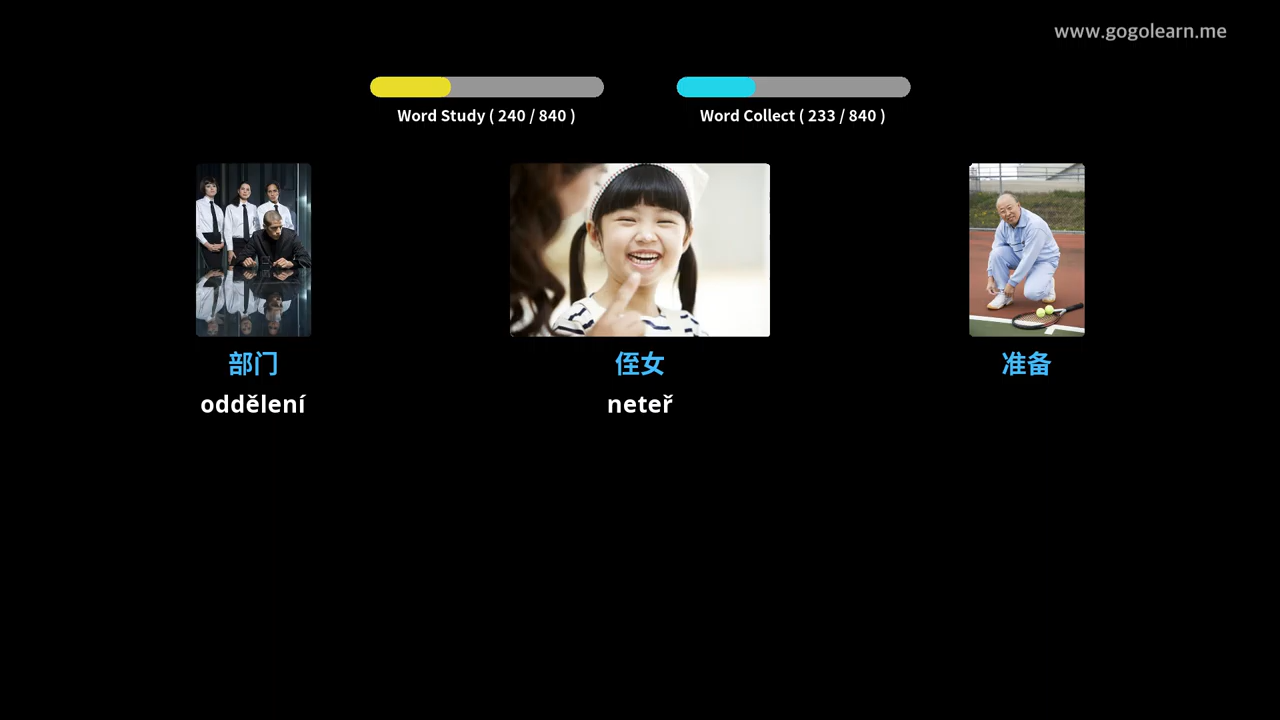 www.gogolearn.me
Word Study ( 240 / 840 )
Word Collect ( 233 / 840 )
部门
侄女
准备
oddělení
neteř